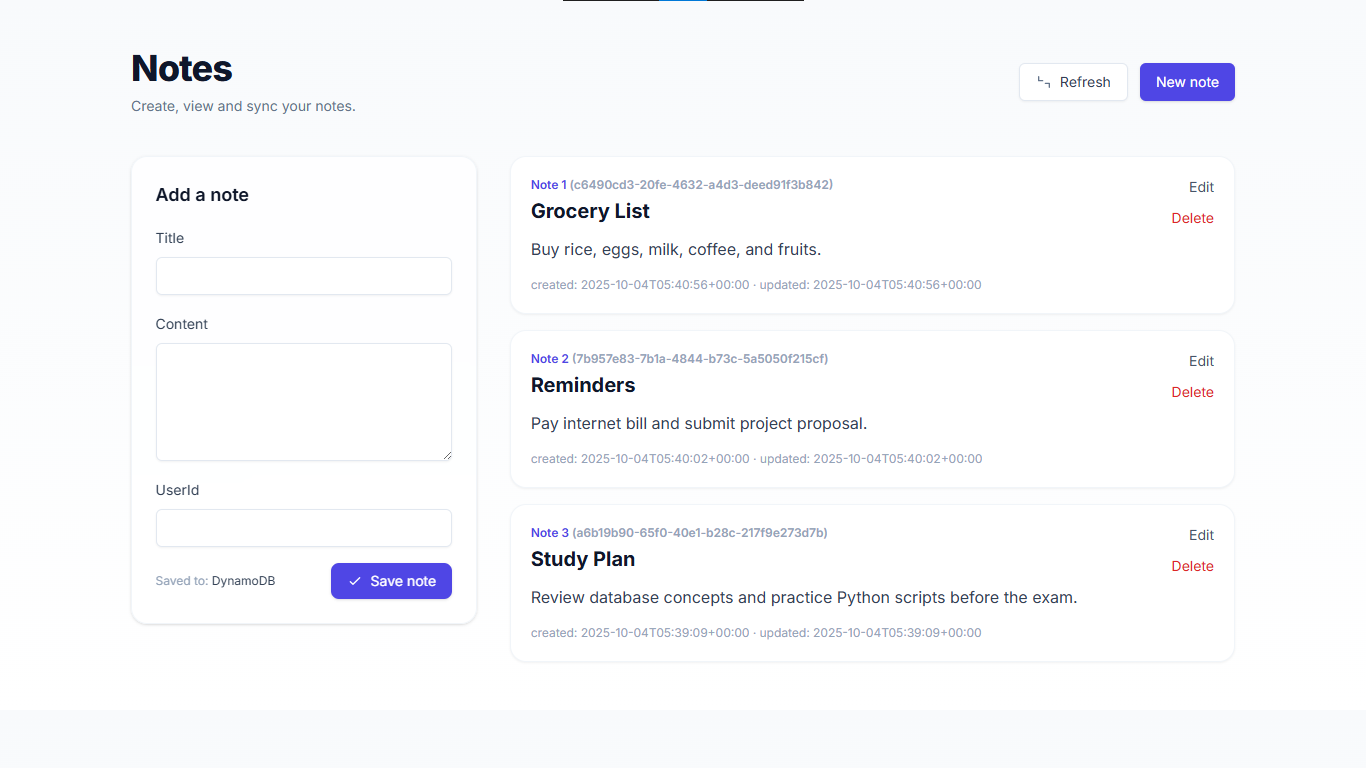 Notes
Create, view and sync your notes.
Refresh
New note
Add a note
Title
Content
UserId
Saved to: DynamoDB
Save note
Note 1 (c6490cd3-20fe-4632-a4d3-deed91f3b842)
Edit
Grocery List
Delete
Buy rice, eggs, milk, coffee, and fruits.
created: 2025-10-04T05:40:56+00:00 · updated: 2025-10-04T05:40:56+00:00
Note 2 (7b957e83-7b1a-4844-b73c-5a5050f215cf)
Edit
Reminders
Delete
Pay internet bill and submit project proposal.
created: 2025-10-04T05:40:02+00:00 · updated: 2025-10-04T05:40:02+00:00
Note 3 (a6b19b90-65f0-40e1-b28c-217f9e273d7b)
Edit
Study Plan
Delete
Review database concepts and practice Python scripts before the exam.
created: 2025-10-04T05:39:09+00:00 · updated: 2025-10-04T05:39:09+00:00